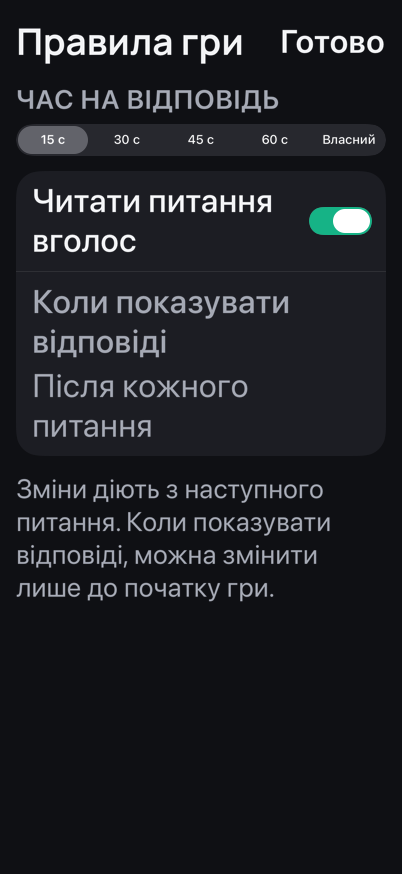 Правила гри
Готово
ЧАС НА ВІДПОВІДЬ
15 с
30 с
45 с
60 с
Власний
Читати питання
вголос
Коли показувати
відповіді
Після кожного
питання
Зміни діють з наступного
питання. Коли показувати
відповіді, можна змінити
лише до початку гри.